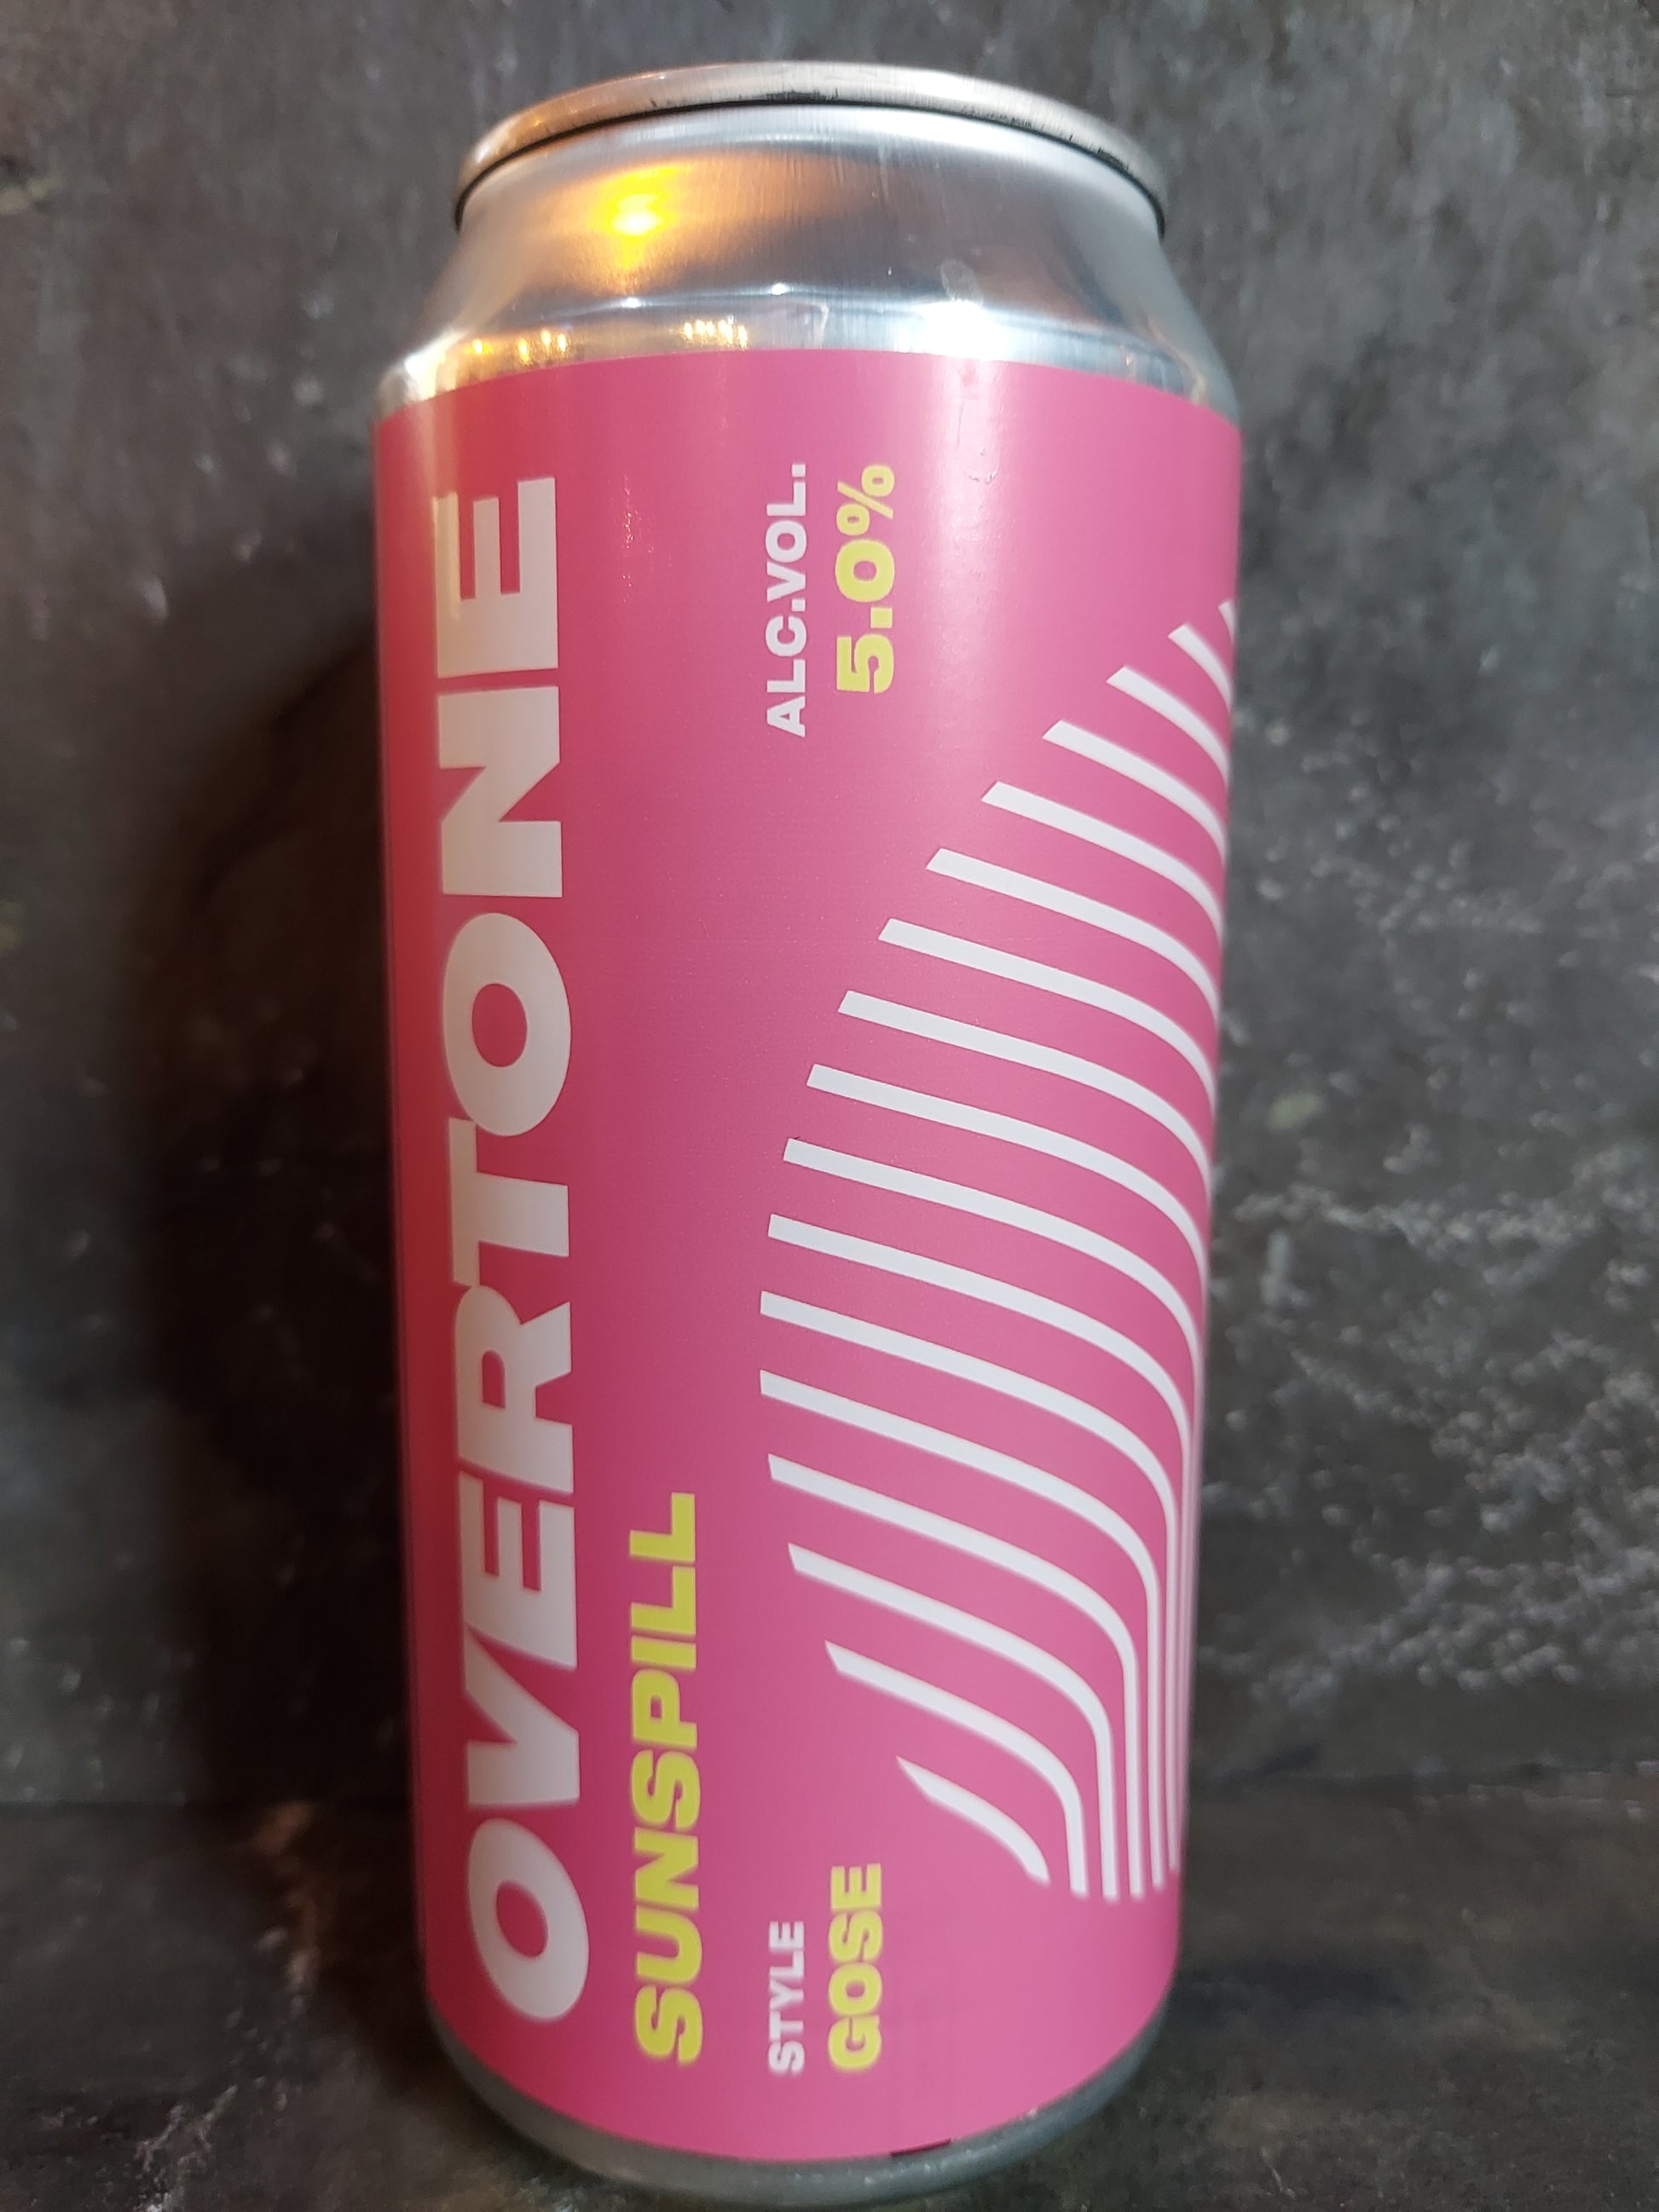 OVERTONE
SUNSPILL
STYLE
GOSE
ALC.VOL.
5.0%